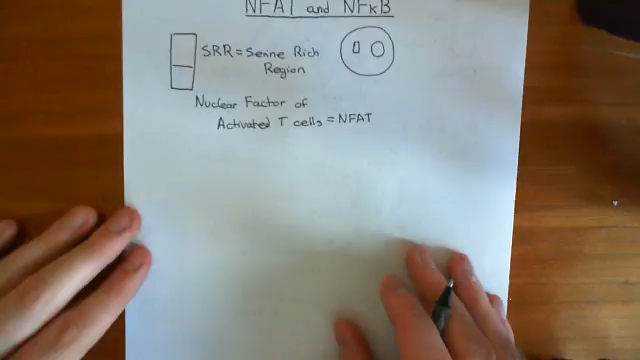 NFAT and NFκB
SRR = Serine Rich
Region
Nuclear Factor of
Activated T cells = NFAT